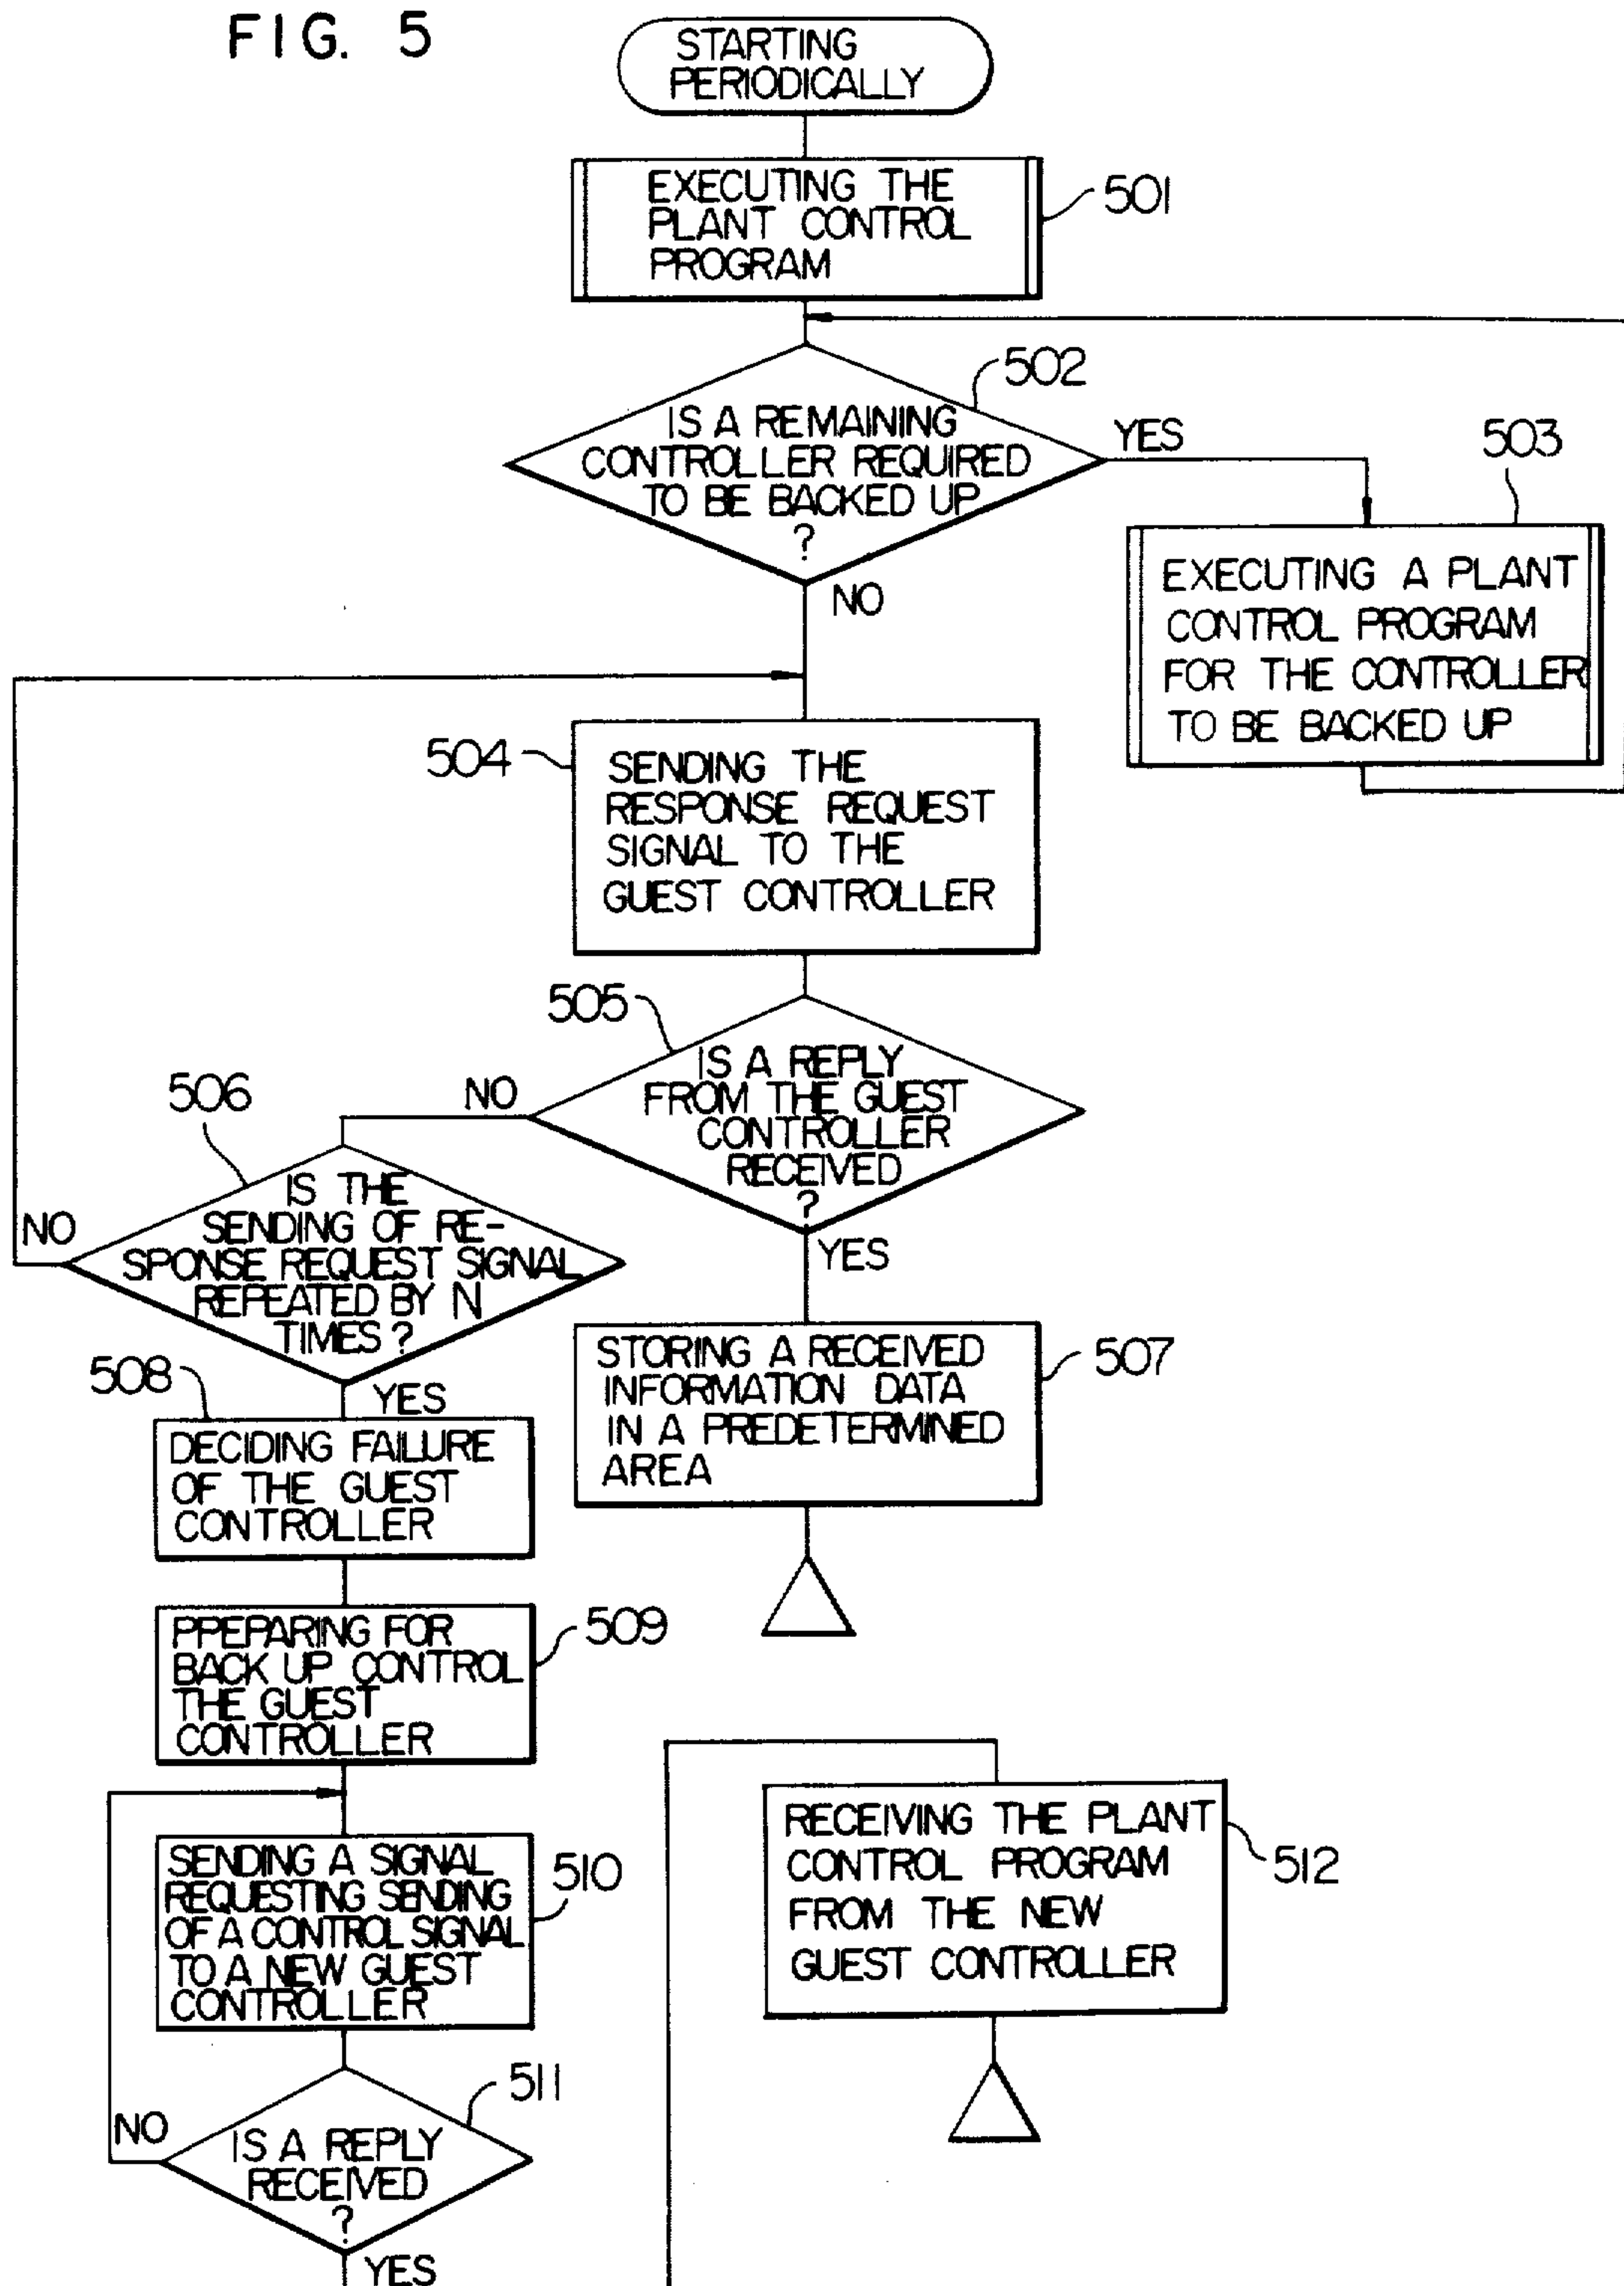 FIG. 5
STARTING
PERIODICALLY
EXECUTING THE
PLANT CONTROL
PROGRAM
501
502
IS A REMAINING
CONTROLLER REQUIRED
TO BE BACKED UP
?
YES
NO
503
EXECUTING A PLANT
CONTROL PROGRAM
FOR THE CONTROLLER
TO BE BACKED UP
504
SENDING THE
RESPONSE REQUEST
SIGNAL TO THE
GUEST CONTROLLER
505
IS A REPLY
FROM THE GUEST
CONTROLLER
RECEIVED
?
NO
YES
506
IS THE
SENDING OF RE-
SPONSE REQUEST SIGNAL
REPEATED BY N
TIMES?
NO
YES
507
STORING A RECEIVED
INFORMATION DATA
IN A PREDETERMINED
AREA
508
DECIDING FAILURE
OF THE GUEST
CONTROLLER
PPEPARING FOR
BACK UP CONTROL
THE GUEST
CONTROLLER
509
SENDING A SIGNAL
REQUESTING SENDING
OF A CONTROL SIGNAL
TO A NEW GUEST
CONTROLLER
510
511
IS A REPLY
RECEIVED
?
NO
YES
RECEIVING THE PLANT
CONTROL PROGRAM
FROM THE NEW
GUEST CONTROLLER
512